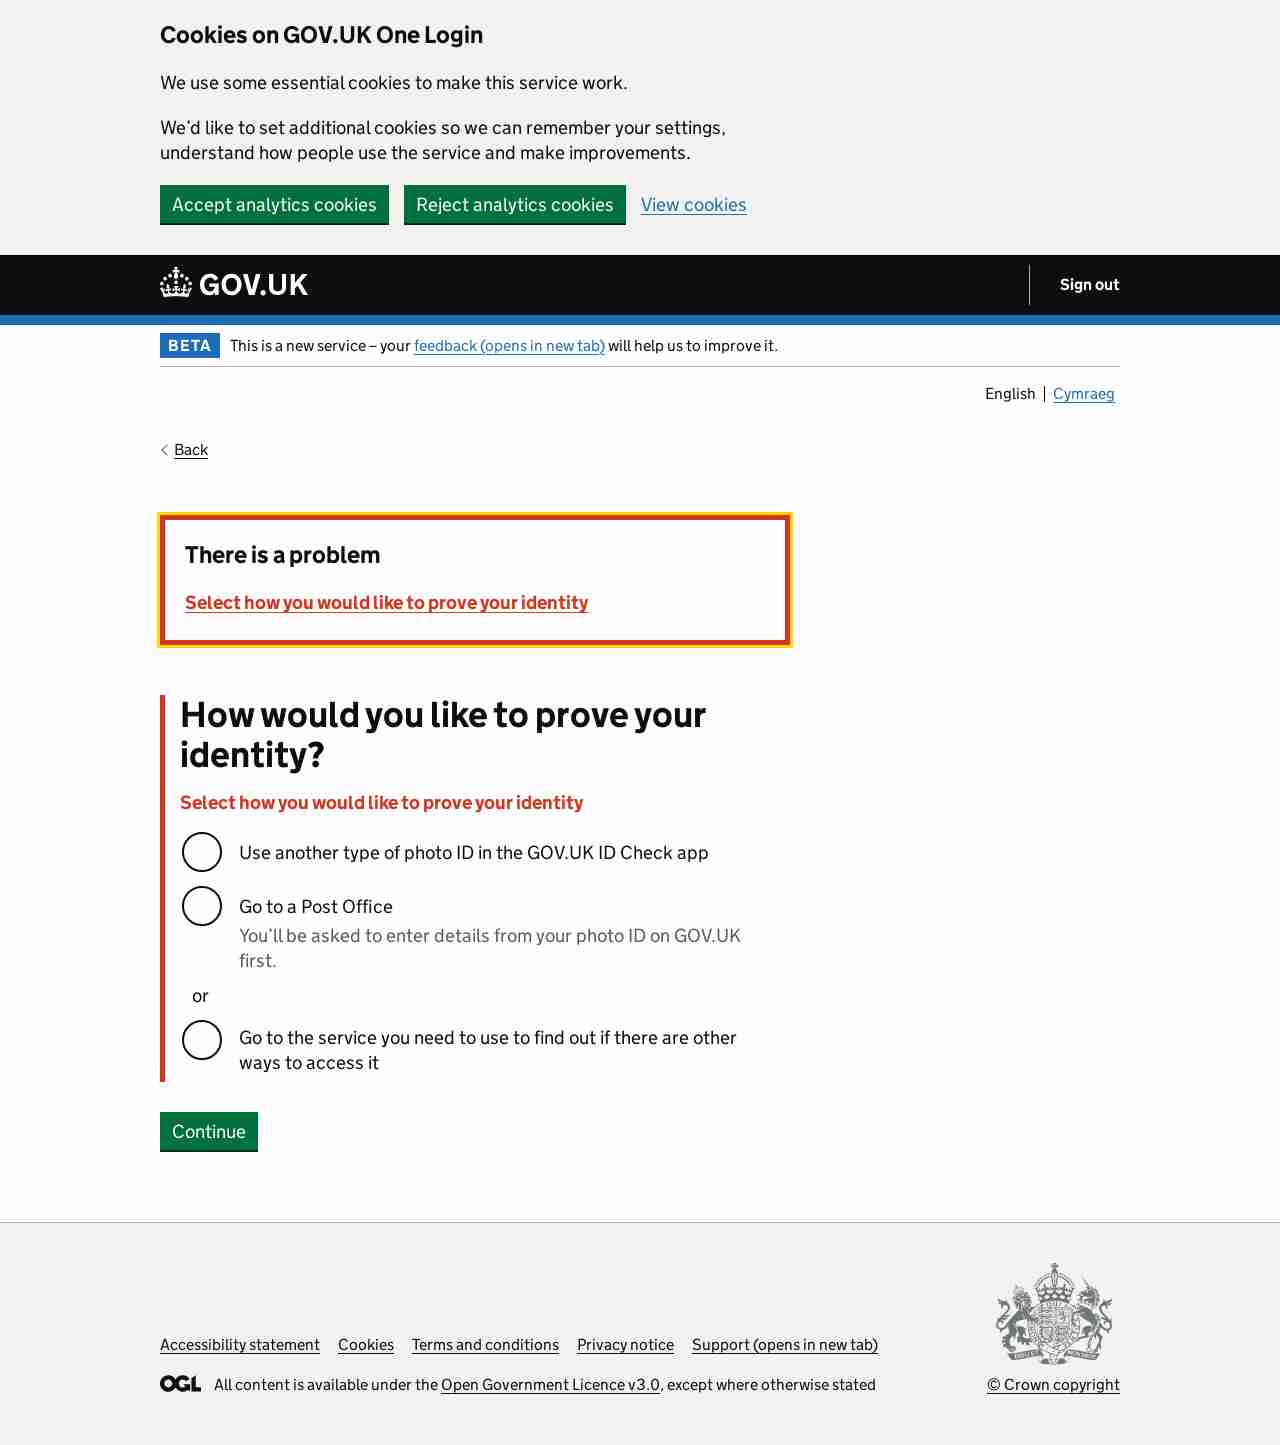 Cookies on GOV.UK One Login
We use some essential cookies to make this service work.
We’d like to set additional cookies so we can remember your settings,
understand how people use the service and make improvements.
Accept analytics cookies Reject analytics cookies View cookies
GOV.UK Sign out
BETA This is a new service – your feedback (opens in new tab) will help us to improve it.
English Cymraeg
Back
There is a problem
Select how you would like to prove your identity
How would you like to prove your
identity?
Select how you would like to prove your identity
Use another type of photo ID in the GOV.UK ID Check app
Go to a Post Office
You’ll be asked to enter details from your photo ID on GOV.UK
first.
or
Go to the service you need to use to find out if there are other
ways to access it
Continue
Accessibility statement Cookies Terms and conditions Privacy notice Support (opens in new tab)
OGL All content is available under the Open Government Licence v3.0, except where otherwise stated © Crown copyright